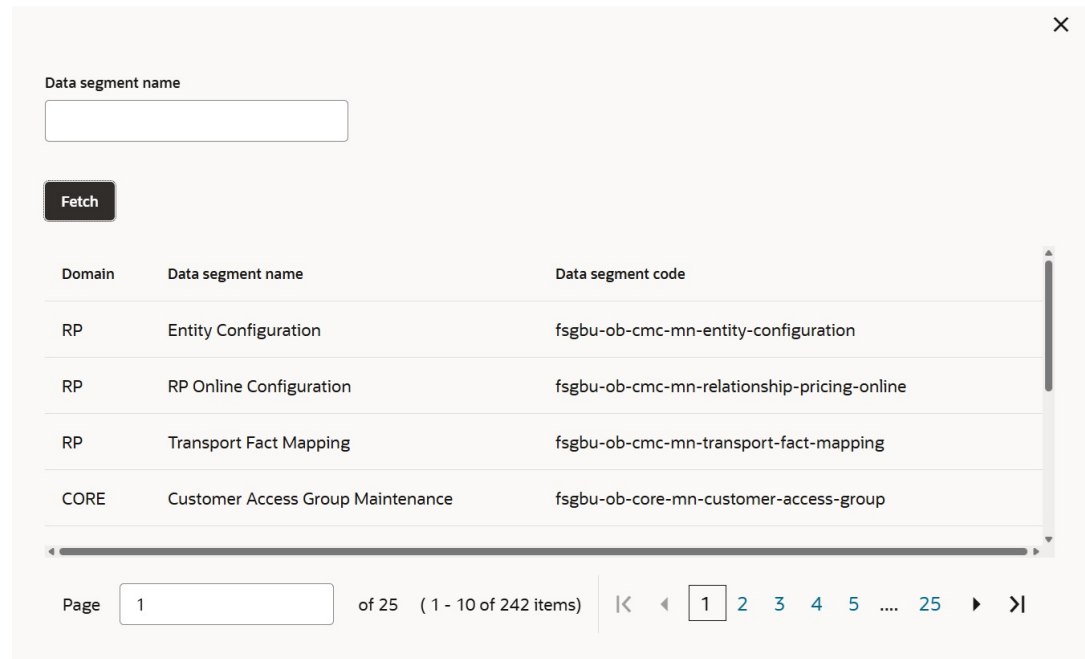 Data segment name
Fetch
Domain Data segment name Data segment code
RP Entity Configuration fsgbu-ob-cmc-mn-entity-configuration
RP RP Online Configuration fsgbu-ob-cmc-mn-relationship-pricing-online
RP Transport Fact Mapping fsgbu-ob-cmc-mn-transport-fact-mapping
CORE Customer Access Group Maintenance fsgbu-ob-core-mn-customer-access-group
Page 1 of 25 ( 1 - 10 of 242 items) 1 2 3 4 5 .... 25